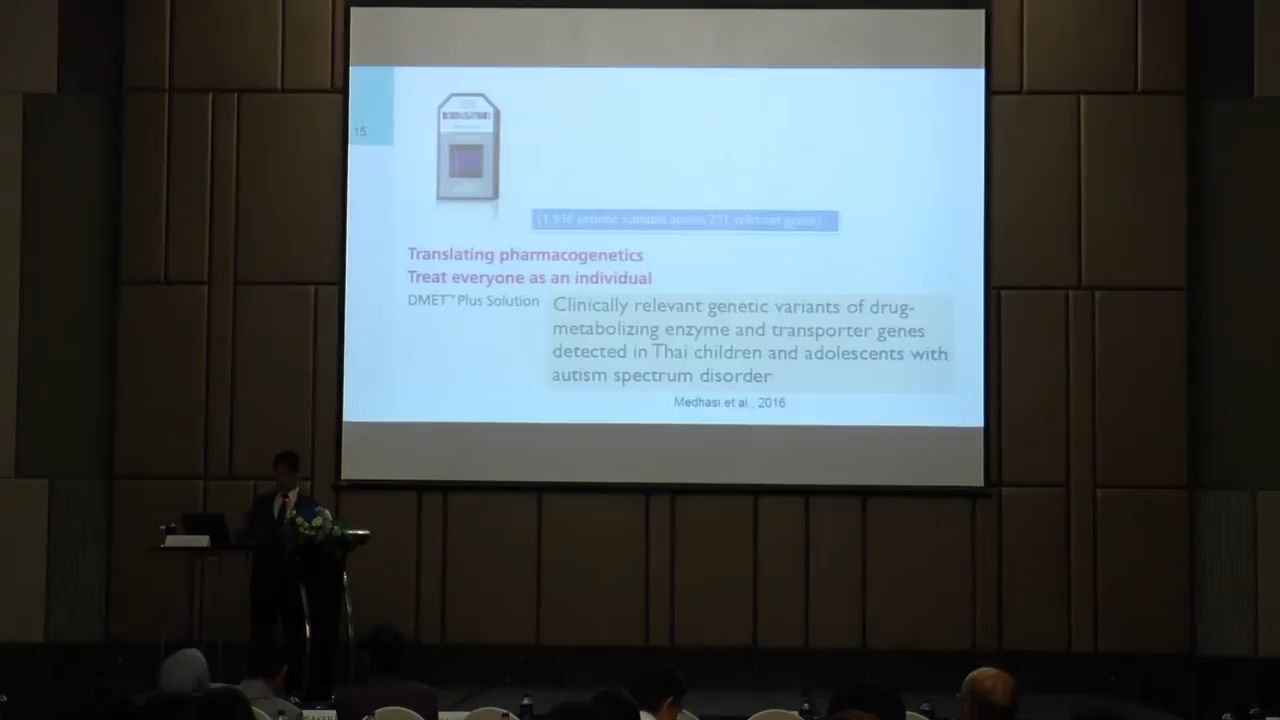 15
(1 936 genetic variants across 231 relevant genes)
Translating pharmacogenetics
Treat everyone as an individual
DMET™ Plus Solution
Clinically relevant genetic variants of drug-
metabolizing enzyme and transporter genes
detected in Thai children and adolescents with
autism spectrum disorder
Medhasi et al., 2016